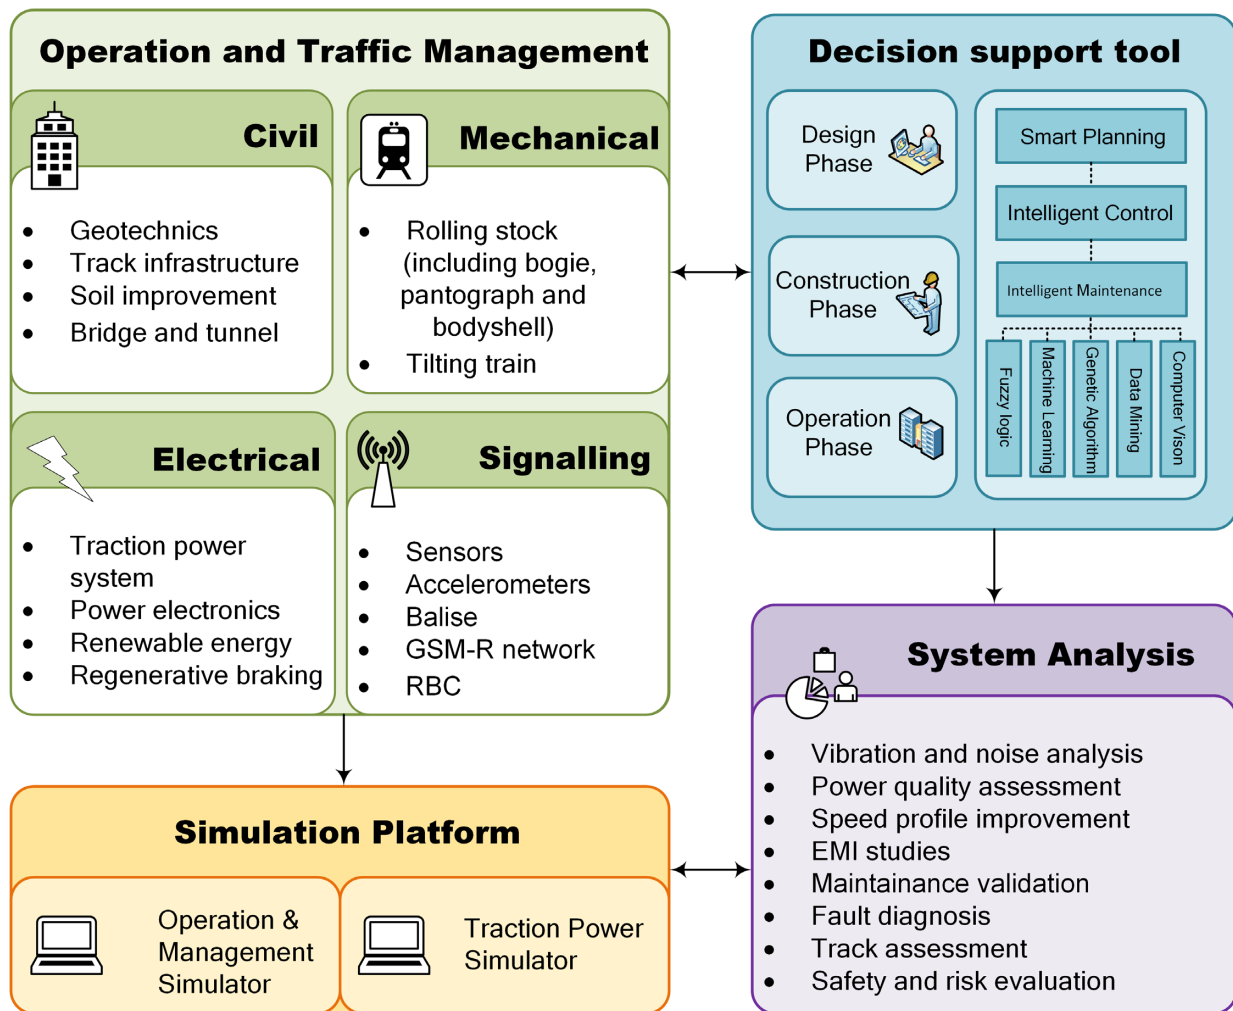 Operation and Traffic Management
Civil
Geotechnics
Track infrastructure
Soil improvement
Bridge and tunnel
Mechanical
Rolling stock
(including bogie,
pantograph and
bodyshell)
Tilting train
Electrical
Traction power
system
Power electronics
Renewable energy
Regenerative braking
Signalling
Sensors
Accelerometers
Balise
GSM-R network
RBC
Decision support tool
Design
Phase
Construction
Phase
Operation
Phase
Smart Planning
Intelligent Control
Intelligent Maintenance
Fuzzy logic
Machine Learning
Genetic Algorithm
Data Mining
Computer Vison
Simulation Platform
Operation &
Management
Simulator
Traction Power
Simulator
System Analysis
Vibration and noise analysis
Power quality assessment
Speed profile improvement
EMI studies
Maintainance validation
Fault diagnosis
Track assessment
Safety and risk evaluation